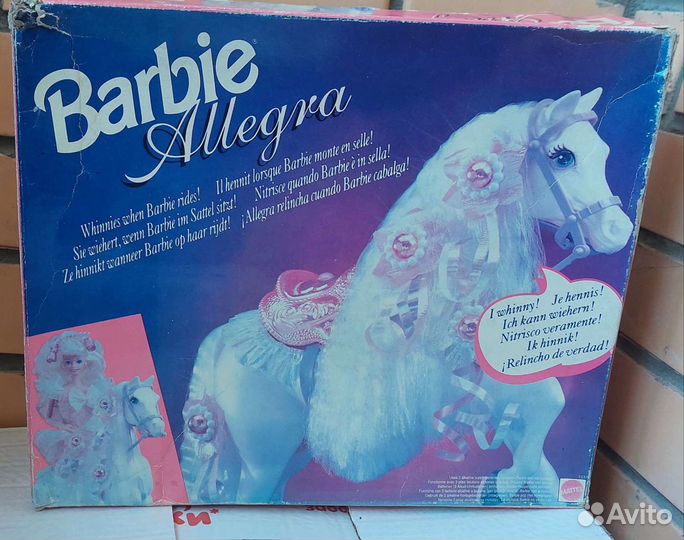 Barbie
Allegra
Whinnies when Barbie rides! Il hennit lorsque Barbie monte en selle!
Sie wiehert, wenn Barbie im Sattel sitzt! Nitrisce quando Barbie è in sella!
Ze hinnikt wanneer Barbie op haar rijdt! ¡Allegra relincha cuando Barbie cabalga!
I whinny! Je hennis!
Ich kann wiehern!
Nitrisco veramente!
Ik hinnik!
¡Relincho de verdad!
MATTEL
Avito